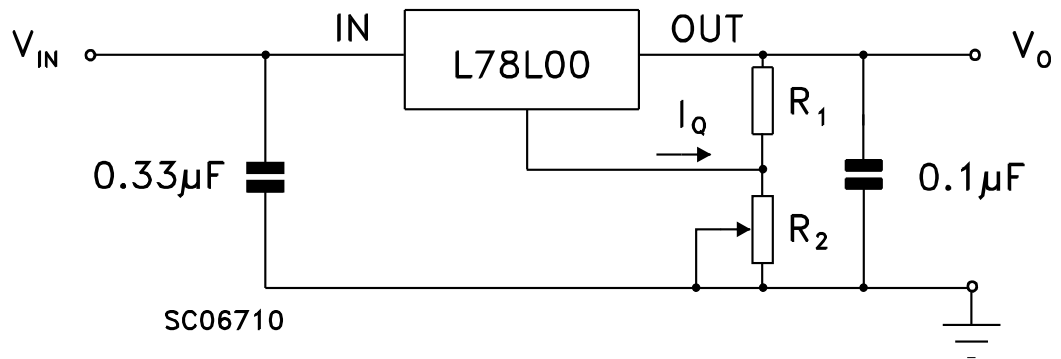 V_IN
IN
L78L00
OUT
V_O
R_1
I_Q
0.33µF
0.1µF
R_2
SC06710